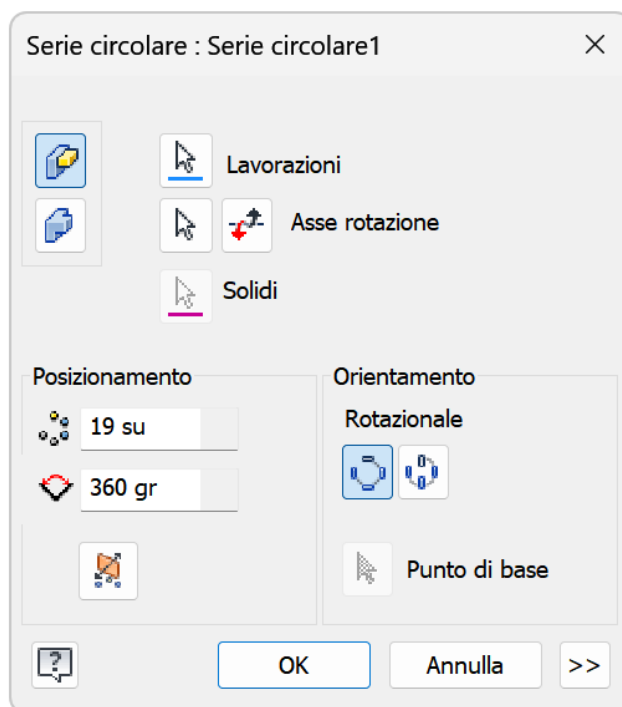 Serie circolare : Serie circolare1
Lavorazioni
Asse rotazione
Solidi
Posizionamento
19 su
360 gr
Orientamento
Rotazionale
Punto di base
OK
Annulla
>>